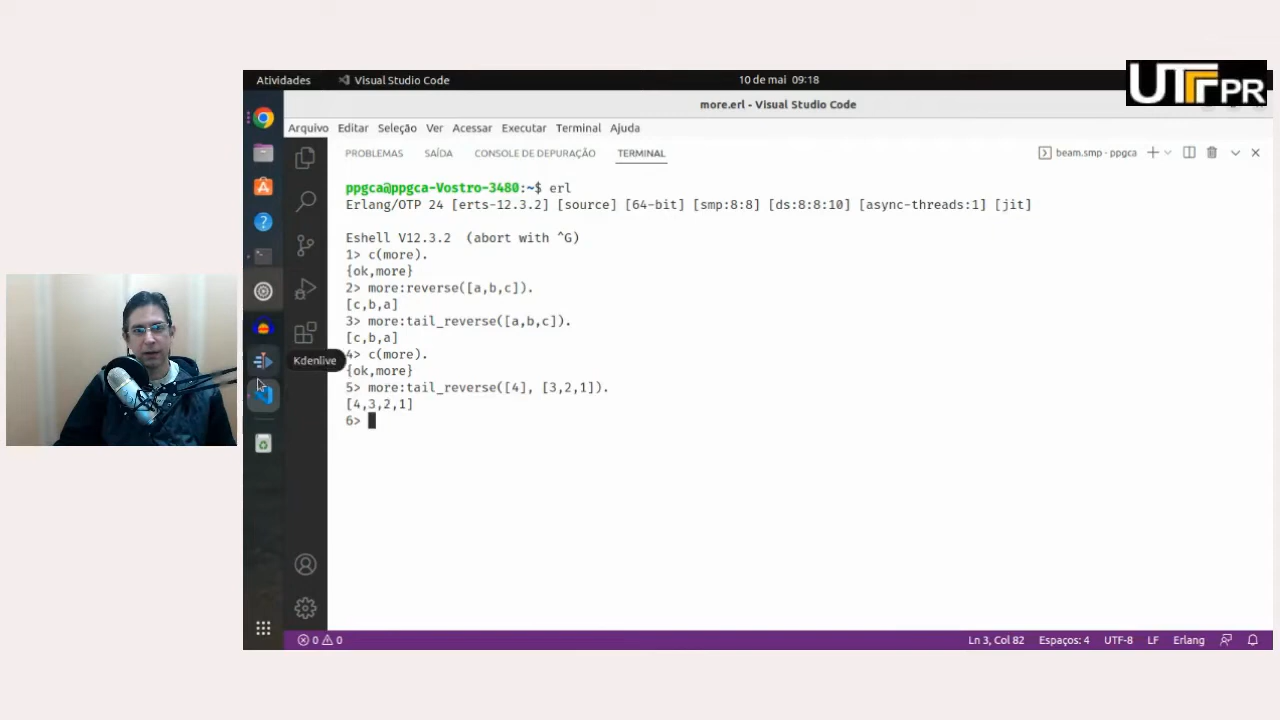 UTFPR
Atividades Visual Studio Code 10 de mai 09:18
more.erl - Visual Studio Code
Arquivo Editar Seleção Ver Acessar Executar Terminal Ajuda
PROBLEMAS SAÍDA CONSOLE DE DEPURAÇÃO TERMINAL beam.smp - ppgca
ppgca@ppgca-Vostro-3480:~$ erl
Erlang/OTP 24 [erts-12.3.2] [source] [64-bit] [smp:8:8] [ds:8:8:10] [async-threads:1] [jit]
Eshell V12.3.2  (abort with ^G)
1> c(more).
{ok,more}
2> more:reverse([a,b,c]).
[c,b,a]
3> more:tail_reverse([a,b,c]).
[c,b,a]
Kdenlive
4> c(more).
{ok,more}
5> more:tail_reverse([4], [3,2,1]).
[4,3,2,1]
6>
0 0 Ln 3, Col 82 Espaços: 4 UTF-8 LF Erlang